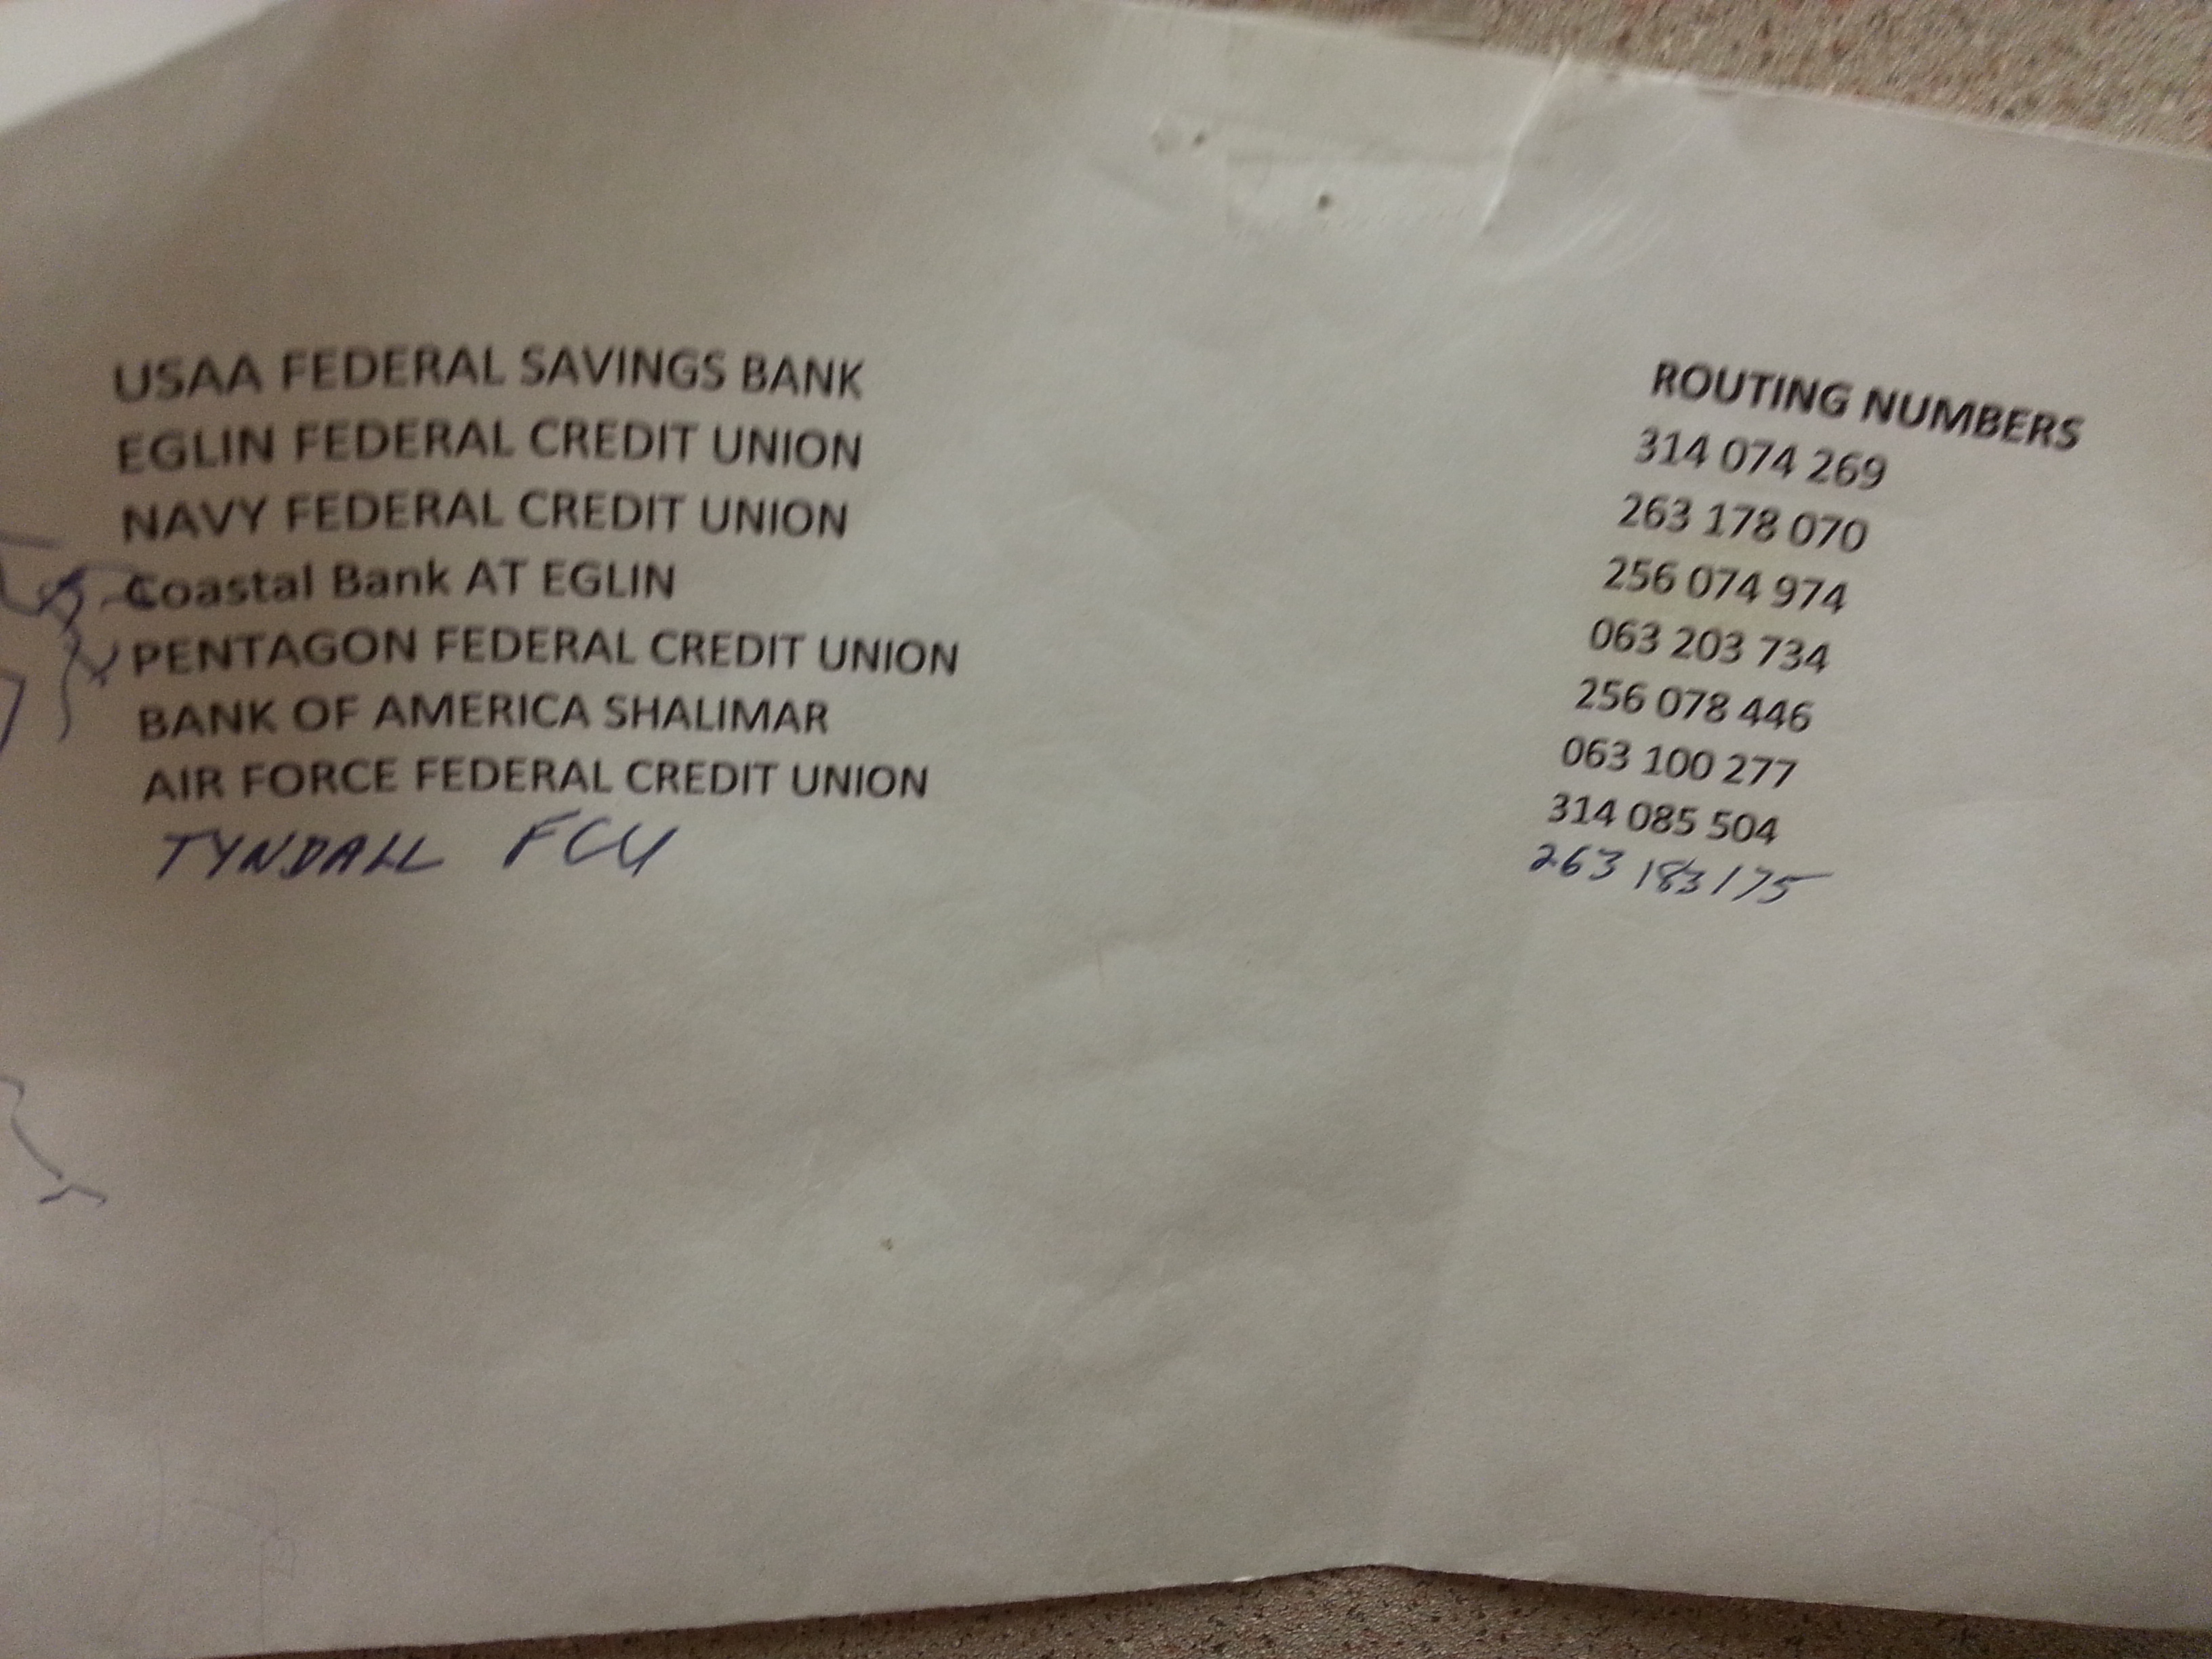 ROUTING NUMBERS
USAA FEDERAL SAVINGS BANK 314 074 269
EGLIN FEDERAL CREDIT UNION 263 178 070
NAVY FEDERAL CREDIT UNION 256 074 974
Coastal Bank AT EGLIN 063 203 734
PENTAGON FEDERAL CREDIT UNION 256 078 446
BANK OF AMERICA SHALIMAR 063 100 277
AIR FORCE FEDERAL CREDIT UNION 314 085 504
TYNDALL FCU 263 183 175